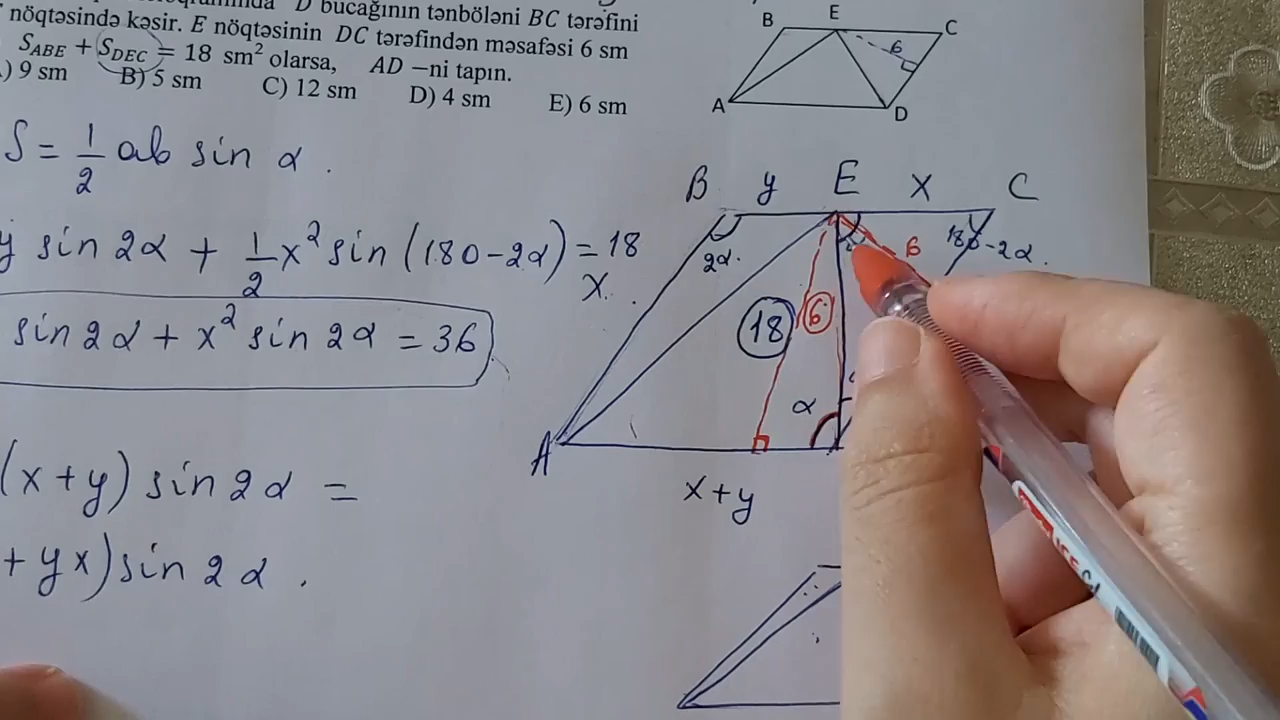 D bucağının tənböləni BC tərəfini
nöqtəsində kəsir. E nöqtəsinin DC tərəfindən məsafəsi 6 sm
S_ABE + S_DEC = 18 sm² olarsa, AD –ni tapın.
) 9 sm B) 5 sm C) 12 sm D) 4 sm E) 6 sm
B E C
6
A D
S = 1/2 ab sin α .
y sin 2α + 1/2 x² sin (180-2α) = 18
x .
sin 2α + x² sin 2α = 36
(x+y) sin 2α =
+ yx) sin 2α .
B y E x C
2α. 6 180-2α.
18 6
α
A
x+y